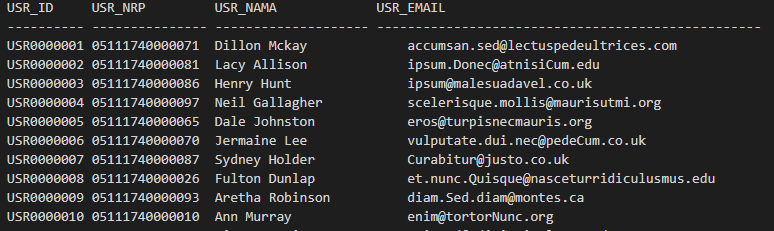 USR_ID USR_NRP USR_NAMA USR_EMAIL
---------- -------------- -------------------- --------------------------------------------------
USR0000001 05111740000071 Dillon Mckay accumsan.sed@lectuspedeultrices.com
USR0000002 05111740000081 Lacy Allison ipsum.Donec@atnisiCum.edu
USR0000003 05111740000086 Henry Hunt ipsum@malesuadavel.co.uk
USR0000004 05111740000097 Neil Gallagher scelerisque.mollis@maurisutmi.org
USR0000005 05111740000065 Dale Johnston eros@turpisnecmauris.org
USR0000006 05111740000070 Jermaine Lee vulputate.dui.nec@pedeCum.co.uk
USR0000007 05111740000087 Sydney Holder Curabitur@justo.co.uk
USR0000008 05111740000026 Fulton Dunlap et.nunc.Quisque@nasceturridiculusmus.edu
USR0000009 05111740000093 Aretha Robinson diam.Sed.diam@montes.ca
USR0000010 05111740000010 Ann Murray enim@tortorNunc.org